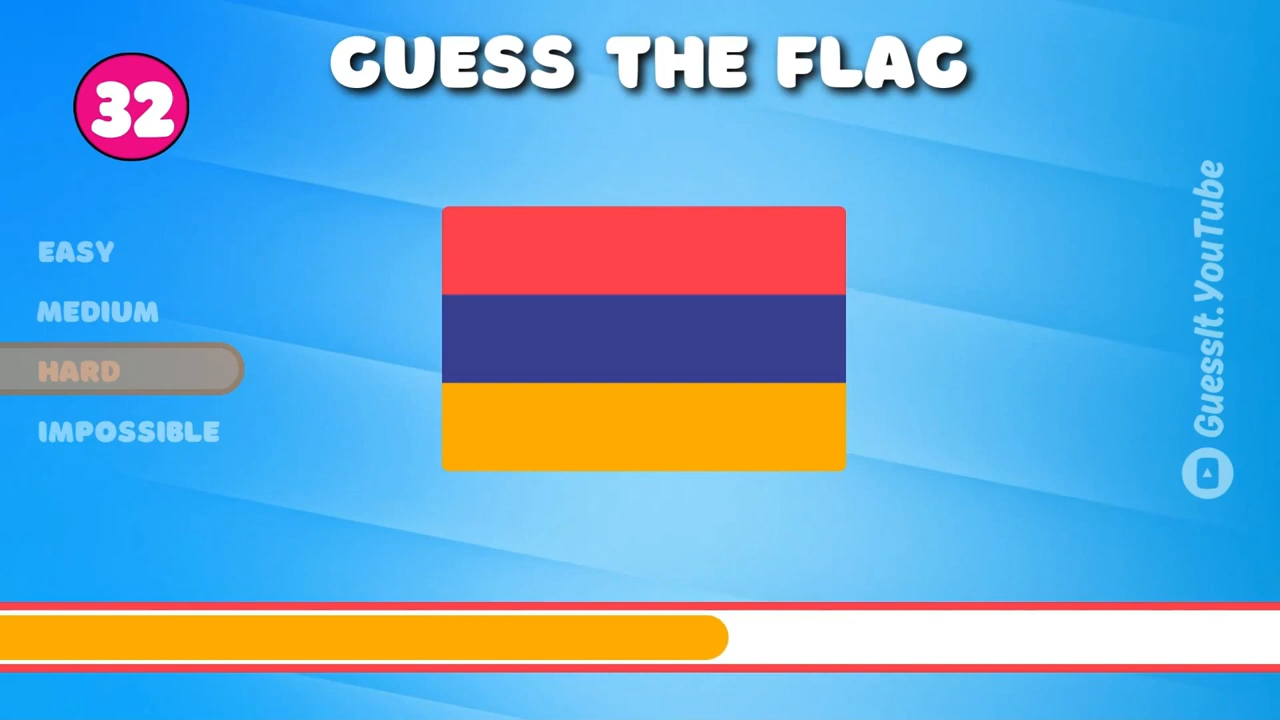 GUESS THE FLAG
32
EASY
MEDIUM
HARD
IMPOSSIBLE
GuessIt.YouTube